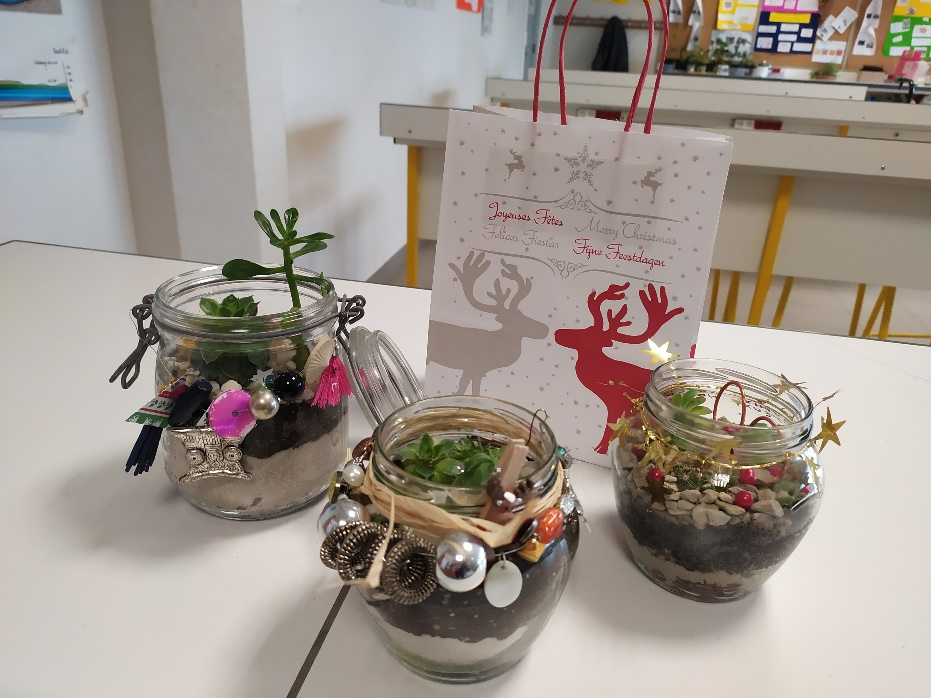 Joyeuses Fêtes Merry Christmas
Felices Fiestas Fijne Feestdagen